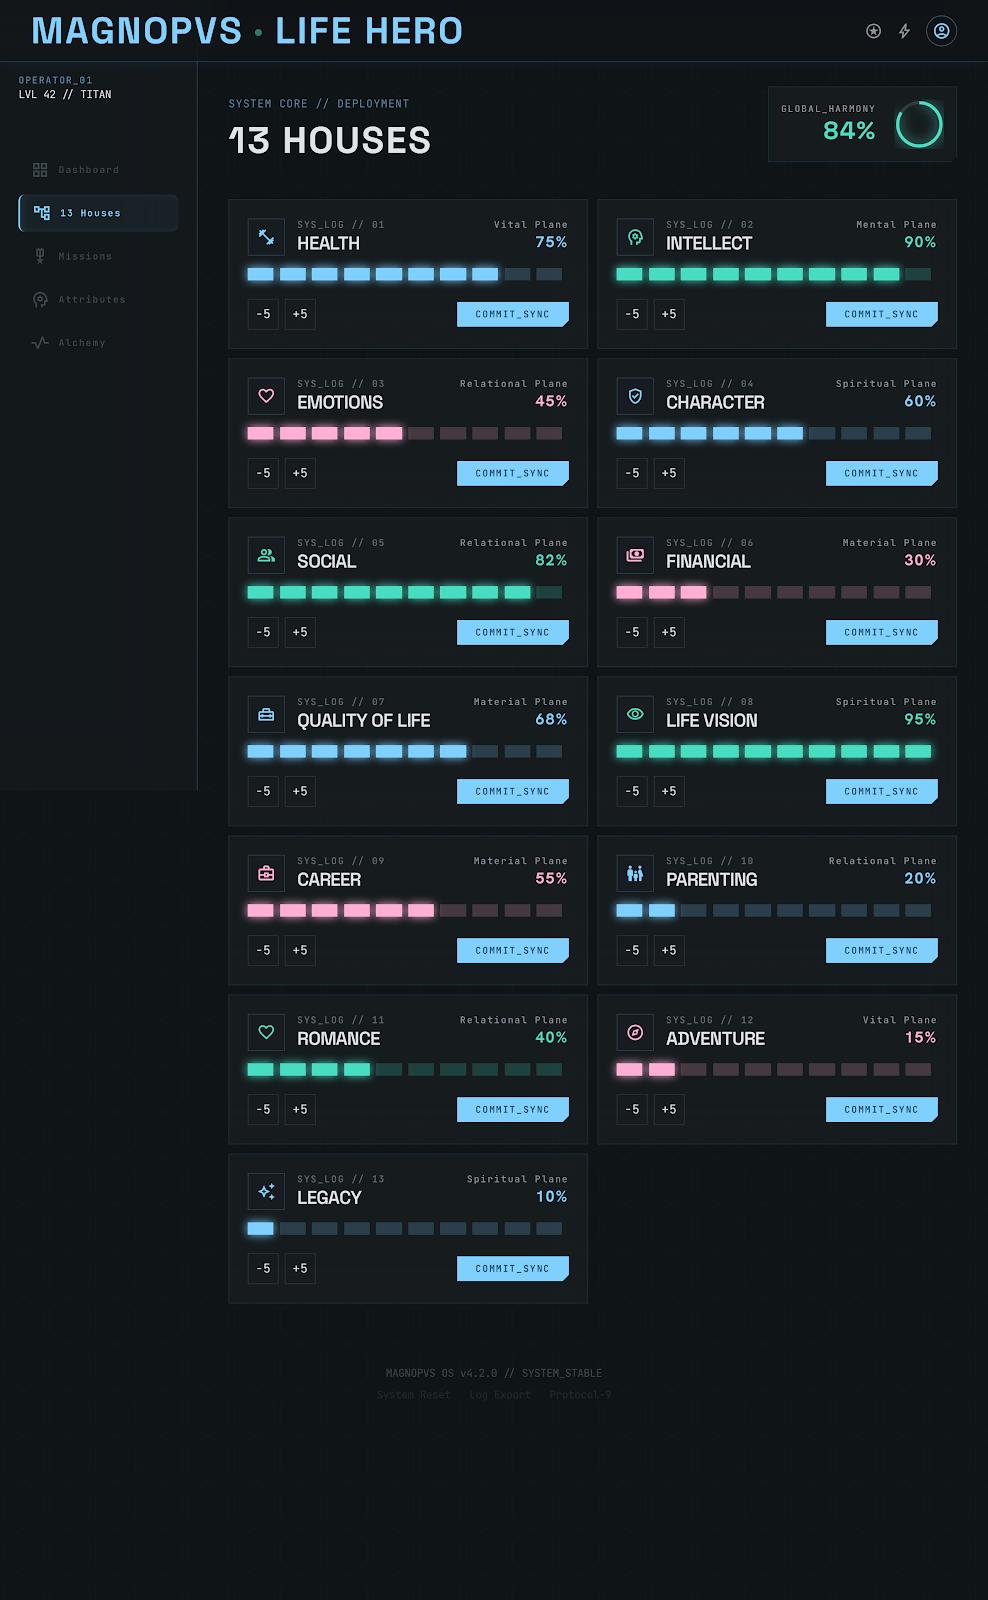 MAGNOPVS • LIFE HERO
OPERATOR_01
LVL 42 // TITAN
Dashboard
13 Houses
Missions
Attributes
Alchemy
SYSTEM CORE // DEPLOYMENT
13 HOUSES
GLOBAL_HARMONY
84%
SYS_LOG // 01
Vital Plane
HEALTH
75%
-5 +5
COMMIT_SYNC
SYS_LOG // 02
Mental Plane
INTELLECT
90%
-5 +5
COMMIT_SYNC
SYS_LOG // 03
Relational Plane
EMOTIONS
45%
-5 +5
COMMIT_SYNC
SYS_LOG // 04
Spiritual Plane
CHARACTER
60%
-5 +5
COMMIT_SYNC
SYS_LOG // 05
Relational Plane
SOCIAL
82%
-5 +5
COMMIT_SYNC
SYS_LOG // 06
Material Plane
FINANCIAL
30%
-5 +5
COMMIT_SYNC
SYS_LOG // 07
Material Plane
QUALITY OF LIFE
68%
-5 +5
COMMIT_SYNC
SYS_LOG // 08
Spiritual Plane
LIFE VISION
95%
-5 +5
COMMIT_SYNC
SYS_LOG // 09
Material Plane
CAREER
55%
-5 +5
COMMIT_SYNC
SYS_LOG // 10
Relational Plane
PARENTING
20%
-5 +5
COMMIT_SYNC
SYS_LOG // 11
Relational Plane
ROMANCE
40%
-5 +5
COMMIT_SYNC
SYS_LOG // 12
Vital Plane
ADVENTURE
15%
-5 +5
COMMIT_SYNC
SYS_LOG // 13
Spiritual Plane
LEGACY
10%
-5 +5
COMMIT_SYNC
MAGNOPVS OS v4.2.0 // SYSTEM_STABLE
System Reset Log Export Protocol-9